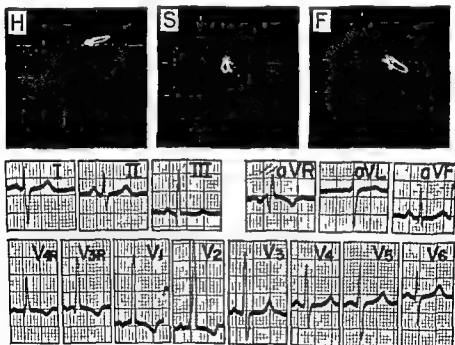 H S F
I II III aVR aVL aVF
V4R V3R V1 V2 V3 V4 V5 V6